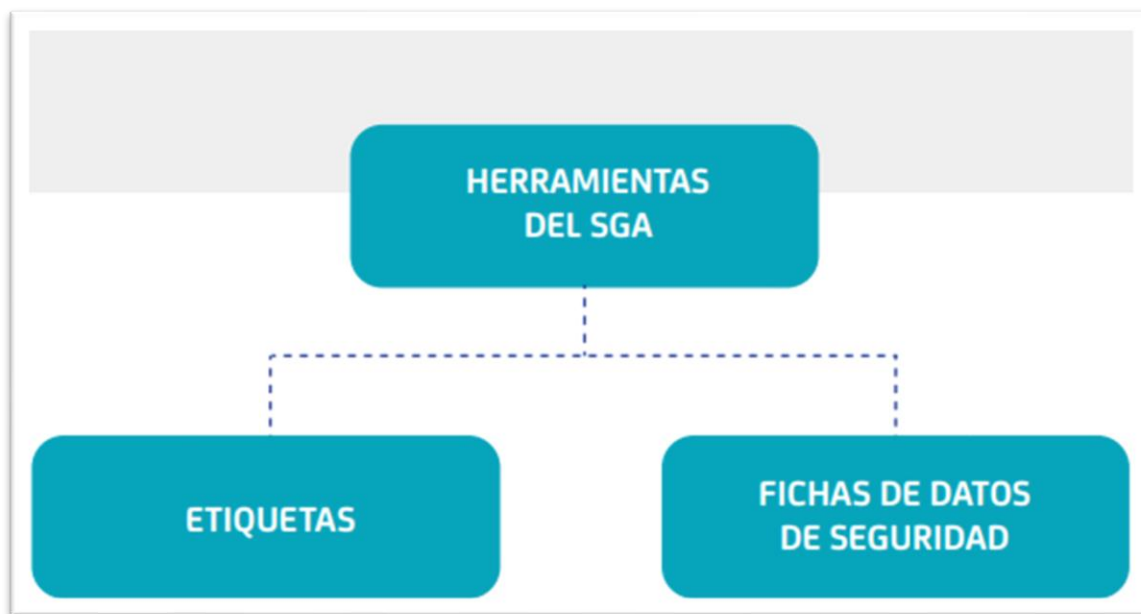 HERRAMIENTAS
DEL SGA
ETIQUETAS
FICHAS DE DATOS
DE SEGURIDAD